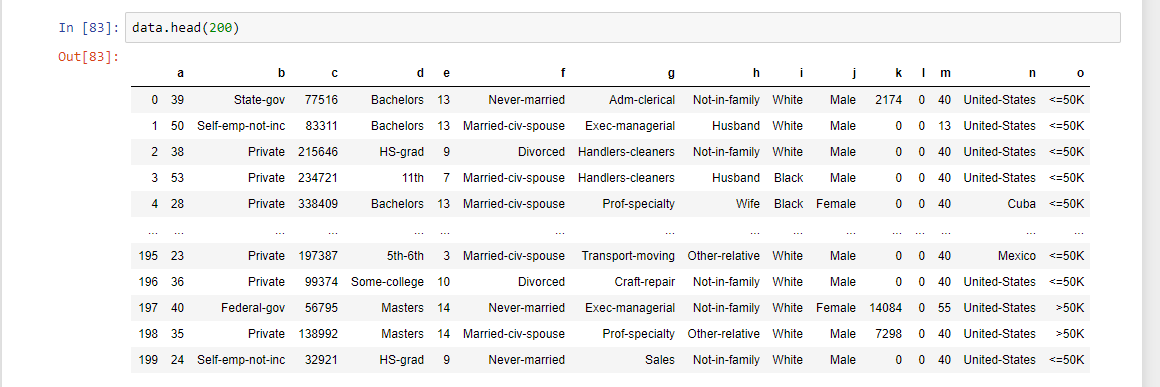 In [83]: data.head(200)
Out[83]:
a b c d e f g h i j k l m n o
0 39 State-gov 77516 Bachelors 13 Never-married Adm-clerical Not-in-family White Male 2174 0 40 United-States <=50K
1 50 Self-emp-not-inc 83311 Bachelors 13 Married-civ-spouse Exec-managerial Husband White Male 0 0 13 United-States <=50K
2 38 Private 215646 HS-grad 9 Divorced Handlers-cleaners Not-in-family White Male 0 0 40 United-States <=50K
3 53 Private 234721 11th 7 Married-civ-spouse Handlers-cleaners Husband Black Male 0 0 40 United-States <=50K
4 28 Private 338409 Bachelors 13 Married-civ-spouse Prof-specialty Wife Black Female 0 0 40 Cuba <=50K
... ... ... ... ... ... ... ... ... ... ... ... ... ... ... ...
195 23 Private 197387 5th-6th 3 Married-civ-spouse Transport-moving Other-relative White Male 0 0 40 Mexico <=50K
196 36 Private 99374 Some-college 10 Divorced Craft-repair Not-in-family White Male 0 0 40 United-States <=50K
197 40 Federal-gov 56795 Masters 14 Never-married Exec-managerial Not-in-family White Female 14084 0 55 United-States >50K
198 35 Private 138992 Masters 14 Married-civ-spouse Prof-specialty Other-relative White Male 7298 0 40 United-States >50K
199 24 Self-emp-not-inc 32921 HS-grad 9 Never-married Sales Not-in-family White Male 0 0 40 United-States <=50K